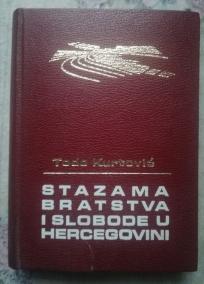 Todo Kurtović
STAZAMA
BRATSTVA
I SLOBODE U
HERCEGOVINI